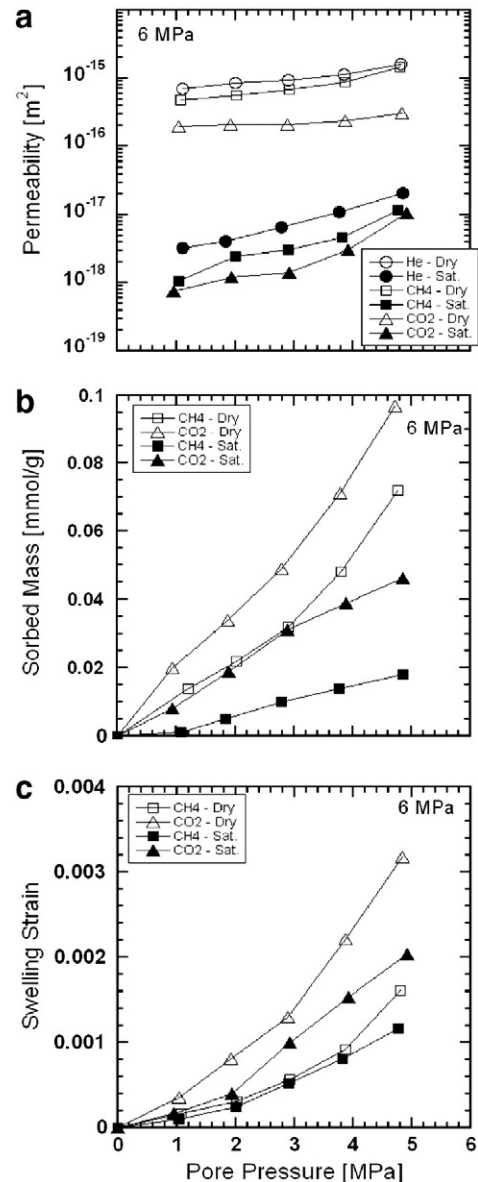 a
6 MPa
10-15
10-16
10-17
10-18
10-19
Permeability [m2]
He - Dry
He - Sat.
CH4 - Dry
CH4 - Sat.
CO2 - Dry
CO2 - Sat.
b
CH4 - Dry
CO2 - Dry
CH4 - Sat.
CO2 - Sat.
6 MPa
0.1
0.08
0.06
0.04
0.02
0
Sorbed Mass [mmol/g]
c
CH4 - Dry
CO2 - Dry
CH4 - Sat.
CO2 - Sat.
6 MPa
0.004
0.003
0.002
0.001
0
Swelling Strain
0 1 2 3 4 5 6
Pore Pressure [MPa]